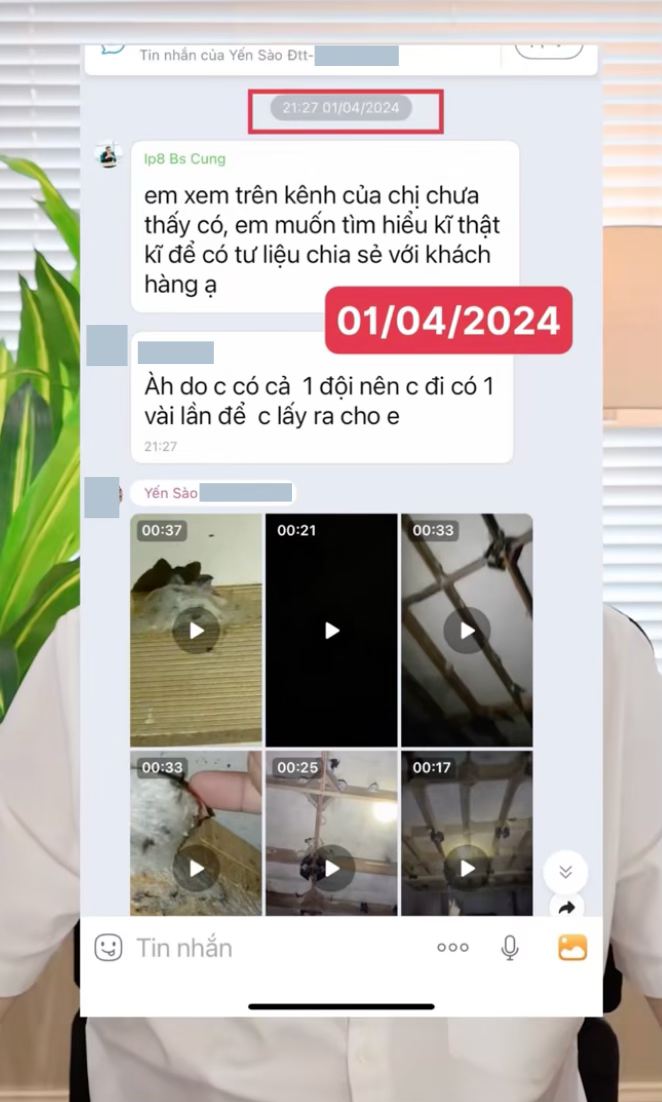 Tin nhắn của Yến Sào Đtt-
21:27 01/04/2024
Ip8 Bs Cung
em xem trên kênh của chị chưa
thấy có, em muốn tìm hiểu kĩ thật
kĩ để có tư liệu chia sẻ với khách
hàng ạ
01/04/2024
Àh do c có cả 1 đội nên c đi có 1
vài lần để c lấy ra cho e
21:27
Yến Sào
00:37
00:21
00:33
00:33
00:25
00:17
Tin nhắn